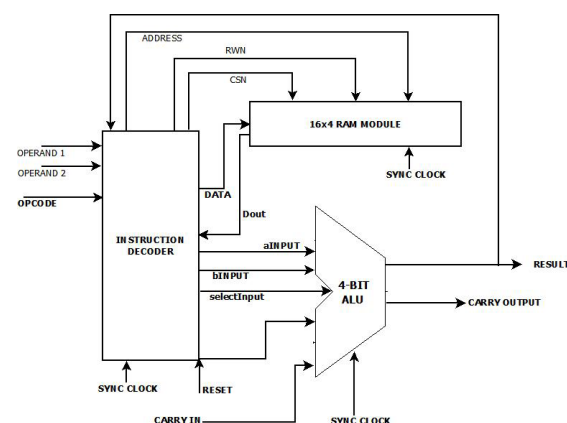 ADDRESS
RWN
CSN
16x4 RAM MODULE
OPERAND 1
OPERAND 2
SYNC CLOCK
OPCODE
DATA
Dout
INSTRUCTION
DECODER
aINPUT
bINPUT
selectInput
4-BIT
ALU
RESULT
CARRY OUTPUT
SYNC CLOCK
RESET
CARRY IN
SYNC CLOCK